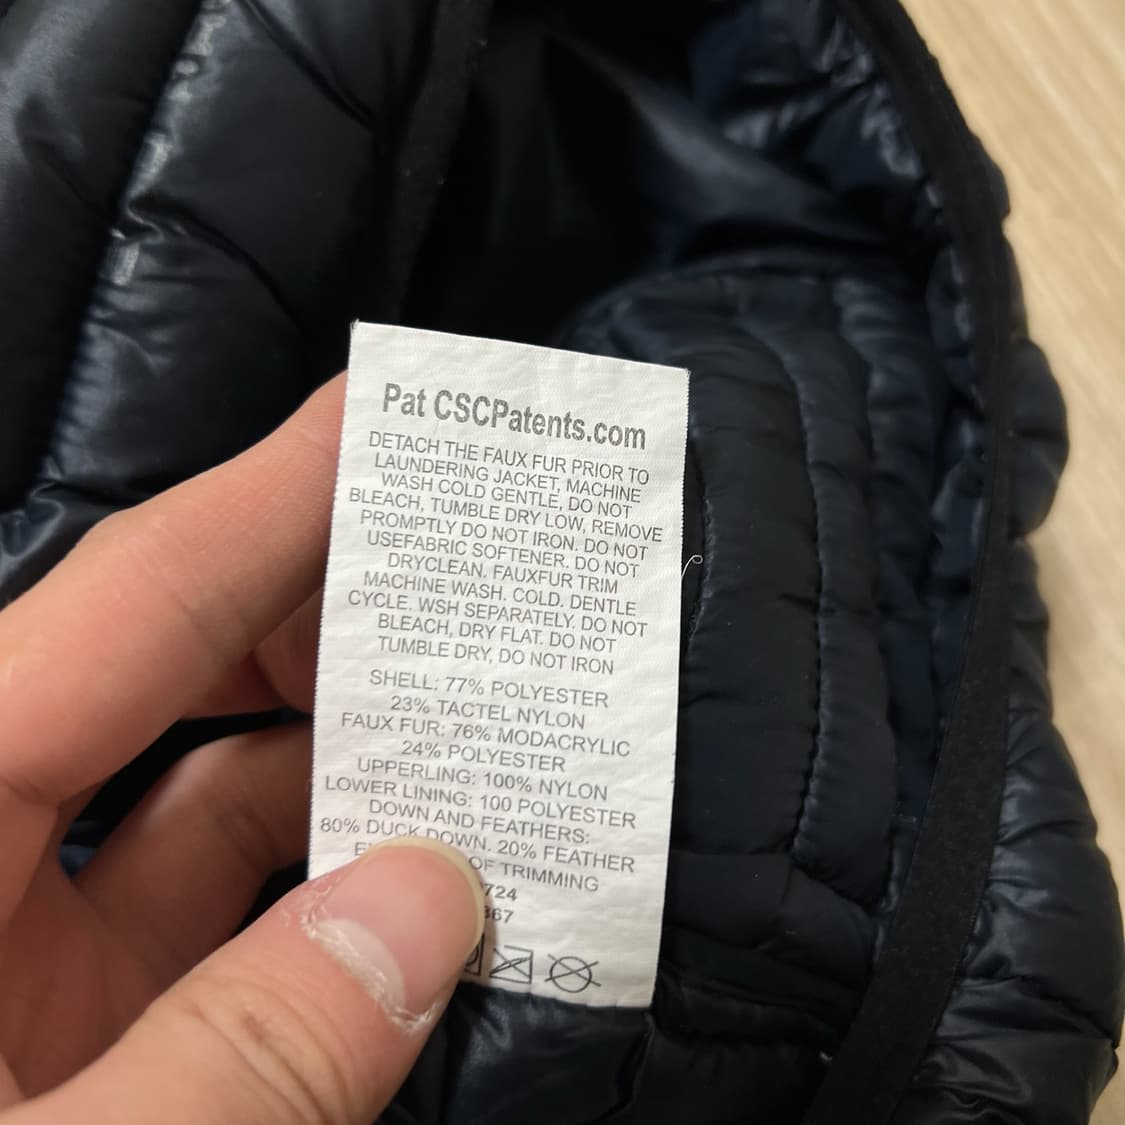 Pat CSCPatents.com
DETACH THE FAUX FUR PRIOR TO
LAUNDERING JACKET, MACHINE
WASH COLD GENTLE, DO NOT
BLEACH, TUMBLE DRY LOW, REMOVE
PROMPTLY DO NOT IRON. DO NOT
USEFABRIC SOFTENER. DO NOT
DRYCLEAN. FAUXFUR TRIM
MACHINE WASH. COLD. DENTLE
CYCLE. WSH SEPARATELY. DO NOT
BLEACH, DRY FLAT. DO NOT
TUMBLE DRY, DO NOT IRON
SHELL: 77% POLYESTER
23% TACTEL NYLON
FAUX FUR: 76% MODACRYLIC
24% POLYESTER
UPPERLING: 100% NYLON
LOWER LINING: 100 POLYESTER
DOWN AND FEATHERS:
80% DUCK DOWN. 20% FEATHER
OF TRIMMING
724
367